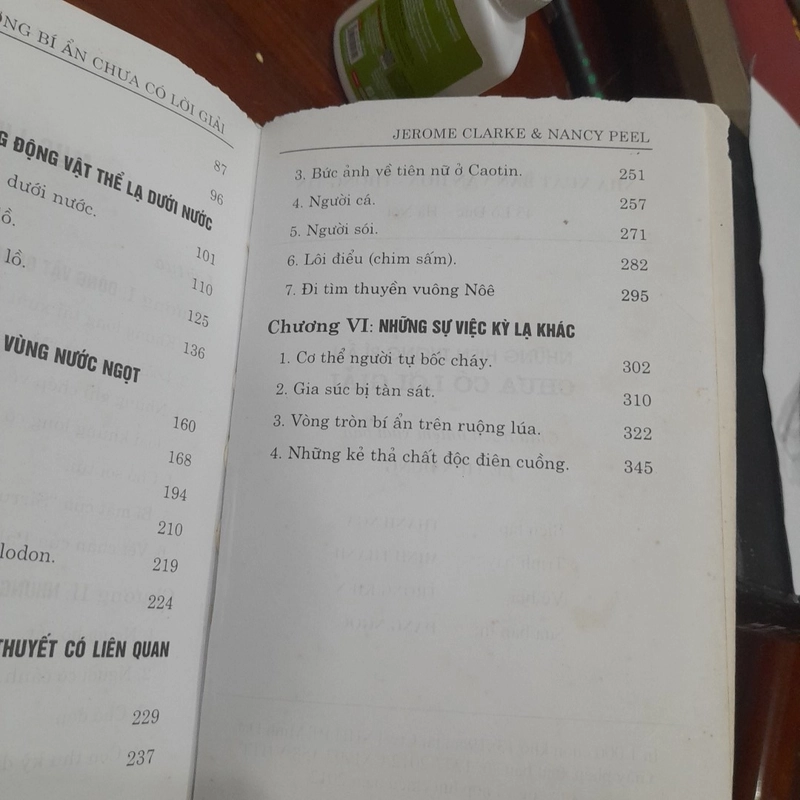 ỢNG BÍ ẨN CHƯA CÓ LỜI GIẢI
87
G ĐỘNG VẬT THỂ LẠ DƯỚI NƯỚC
96
dưới nước.
101
ồ.
110
lồ.
125
136
VÙNG NƯỚC NGỌT
160
168
194
210
lodon. 219
224
THUYẾT CÓ LIÊN QUAN
229
237
JEROME CLARKE & NANCY PEEL
3. Bức ảnh về tiên nữ ở Caotin. 251
4. Người cá. 257
5. Người sói. 271
6. Lôi điểu (chim sấm). 282
7. Đi tìm thuyền vuông Nôê 295
Chương VI: NHỮNG SỰ VIỆC KỲ LẠ KHÁC
1. Cơ thể người tự bốc cháy. 302
2. Gia súc bị tàn sát. 310
3. Vòng tròn bí ẩn trên ruộng lúa. 322
4. Những kẻ thả chất độc điên cuồng. 345